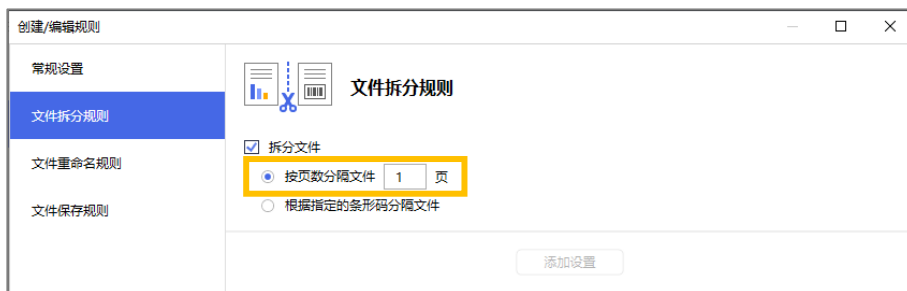 创建/编辑规则
常规设置
文件拆分规则
文件重命名规则
文件保存规则
文件拆分规则
拆分文件
按页数分隔文件 1 页
根据指定的条形码分隔文件
添加设置